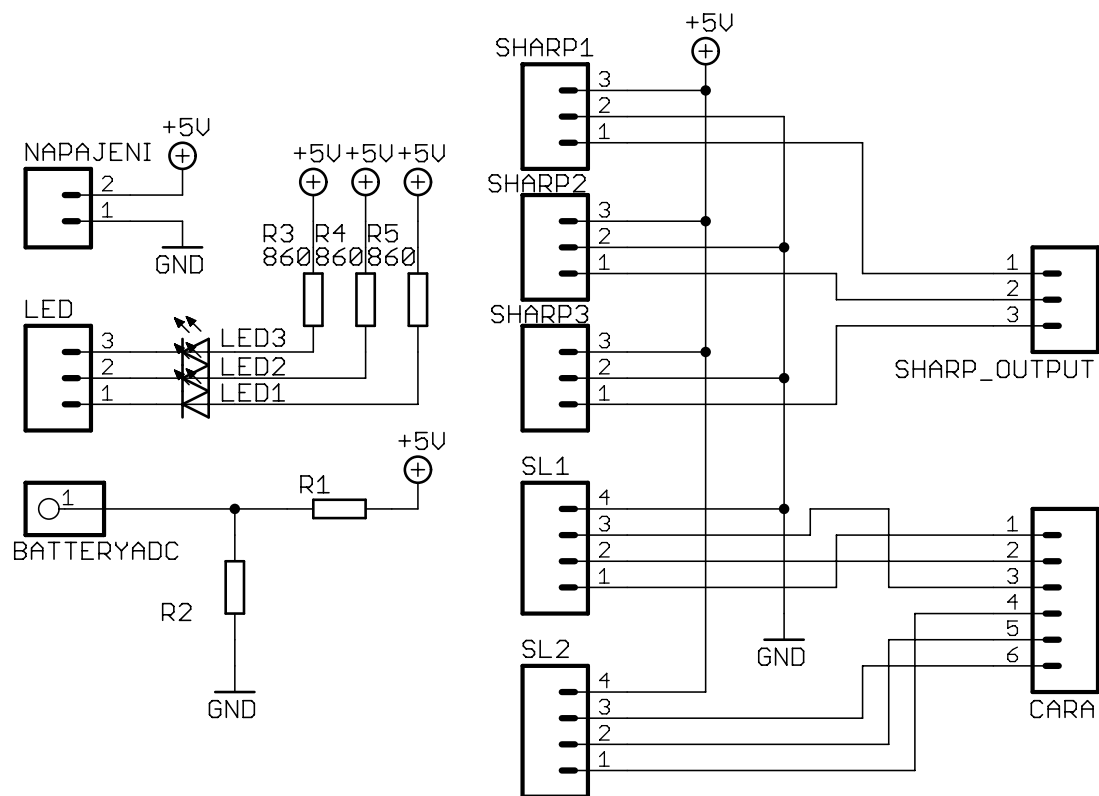 NAPAJENI
2
1
+5V
GND
LED
3
2
1
LED3
LED2
LED1
+5V +5V +5V
R3 R4 R5
860 860 860
BATTERYADC
1
R1
+5V
R2
GND
SHARP1
3
2
1
+5V
SHARP2
3
2
1
SHARP3
3
2
1
SHARP_OUTPUT
1
2
3
SL1
4
3
2
1
GND
SL2
4
3
2
1
CARA
1
2
3
4
5
6